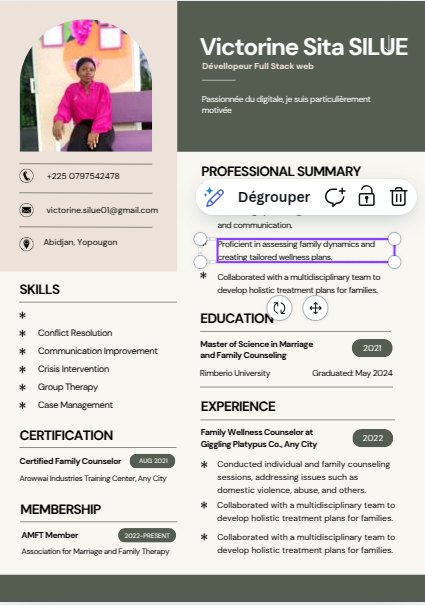 Victorine Sita SILUE
Dévellopeur Full Stack web
Passionnée du digitale, je suis particulièrement
motivée
+225 0797542478
victorine.silue01@gmail.com
Abidjan, Yopougon
PROFESSIONAL SUMMARY
Dégrouper
and communication.
Proficient in assessing family dynamics and
creating tailored wellness plans.
* Collaborated with a multidisciplinary team to
develop holistic treatment plans for families.
SKILLS
*
* Conflict Resolution
* Communication Improvement
* Crisis Intervention
* Group Therapy
* Case Management
CERTIFICATION
Certified Family Counselor AUG 2021
Arowwai Industries Training Center, Any City
MEMBERSHIP
AMFT Member 2022-PRESENT
Association for Marriage and Family Therapy
EDUCATION
Master of Science in Marriage
and Family Counseling
2021
Rimberio University Graduated: May 2024
EXPERIENCE
Family Wellness Counselor at
Giggling Platypus Co., Any City
2022
* Conducted individual and family counseling
sessions, addressing issues such as
domestic violence, abuse, and others.
* Collaborated with a multidisciplinary team to
develop holistic treatment plans for families.
* Collaborated with a multidisciplinary team to
develop holistic treatment plans for families.